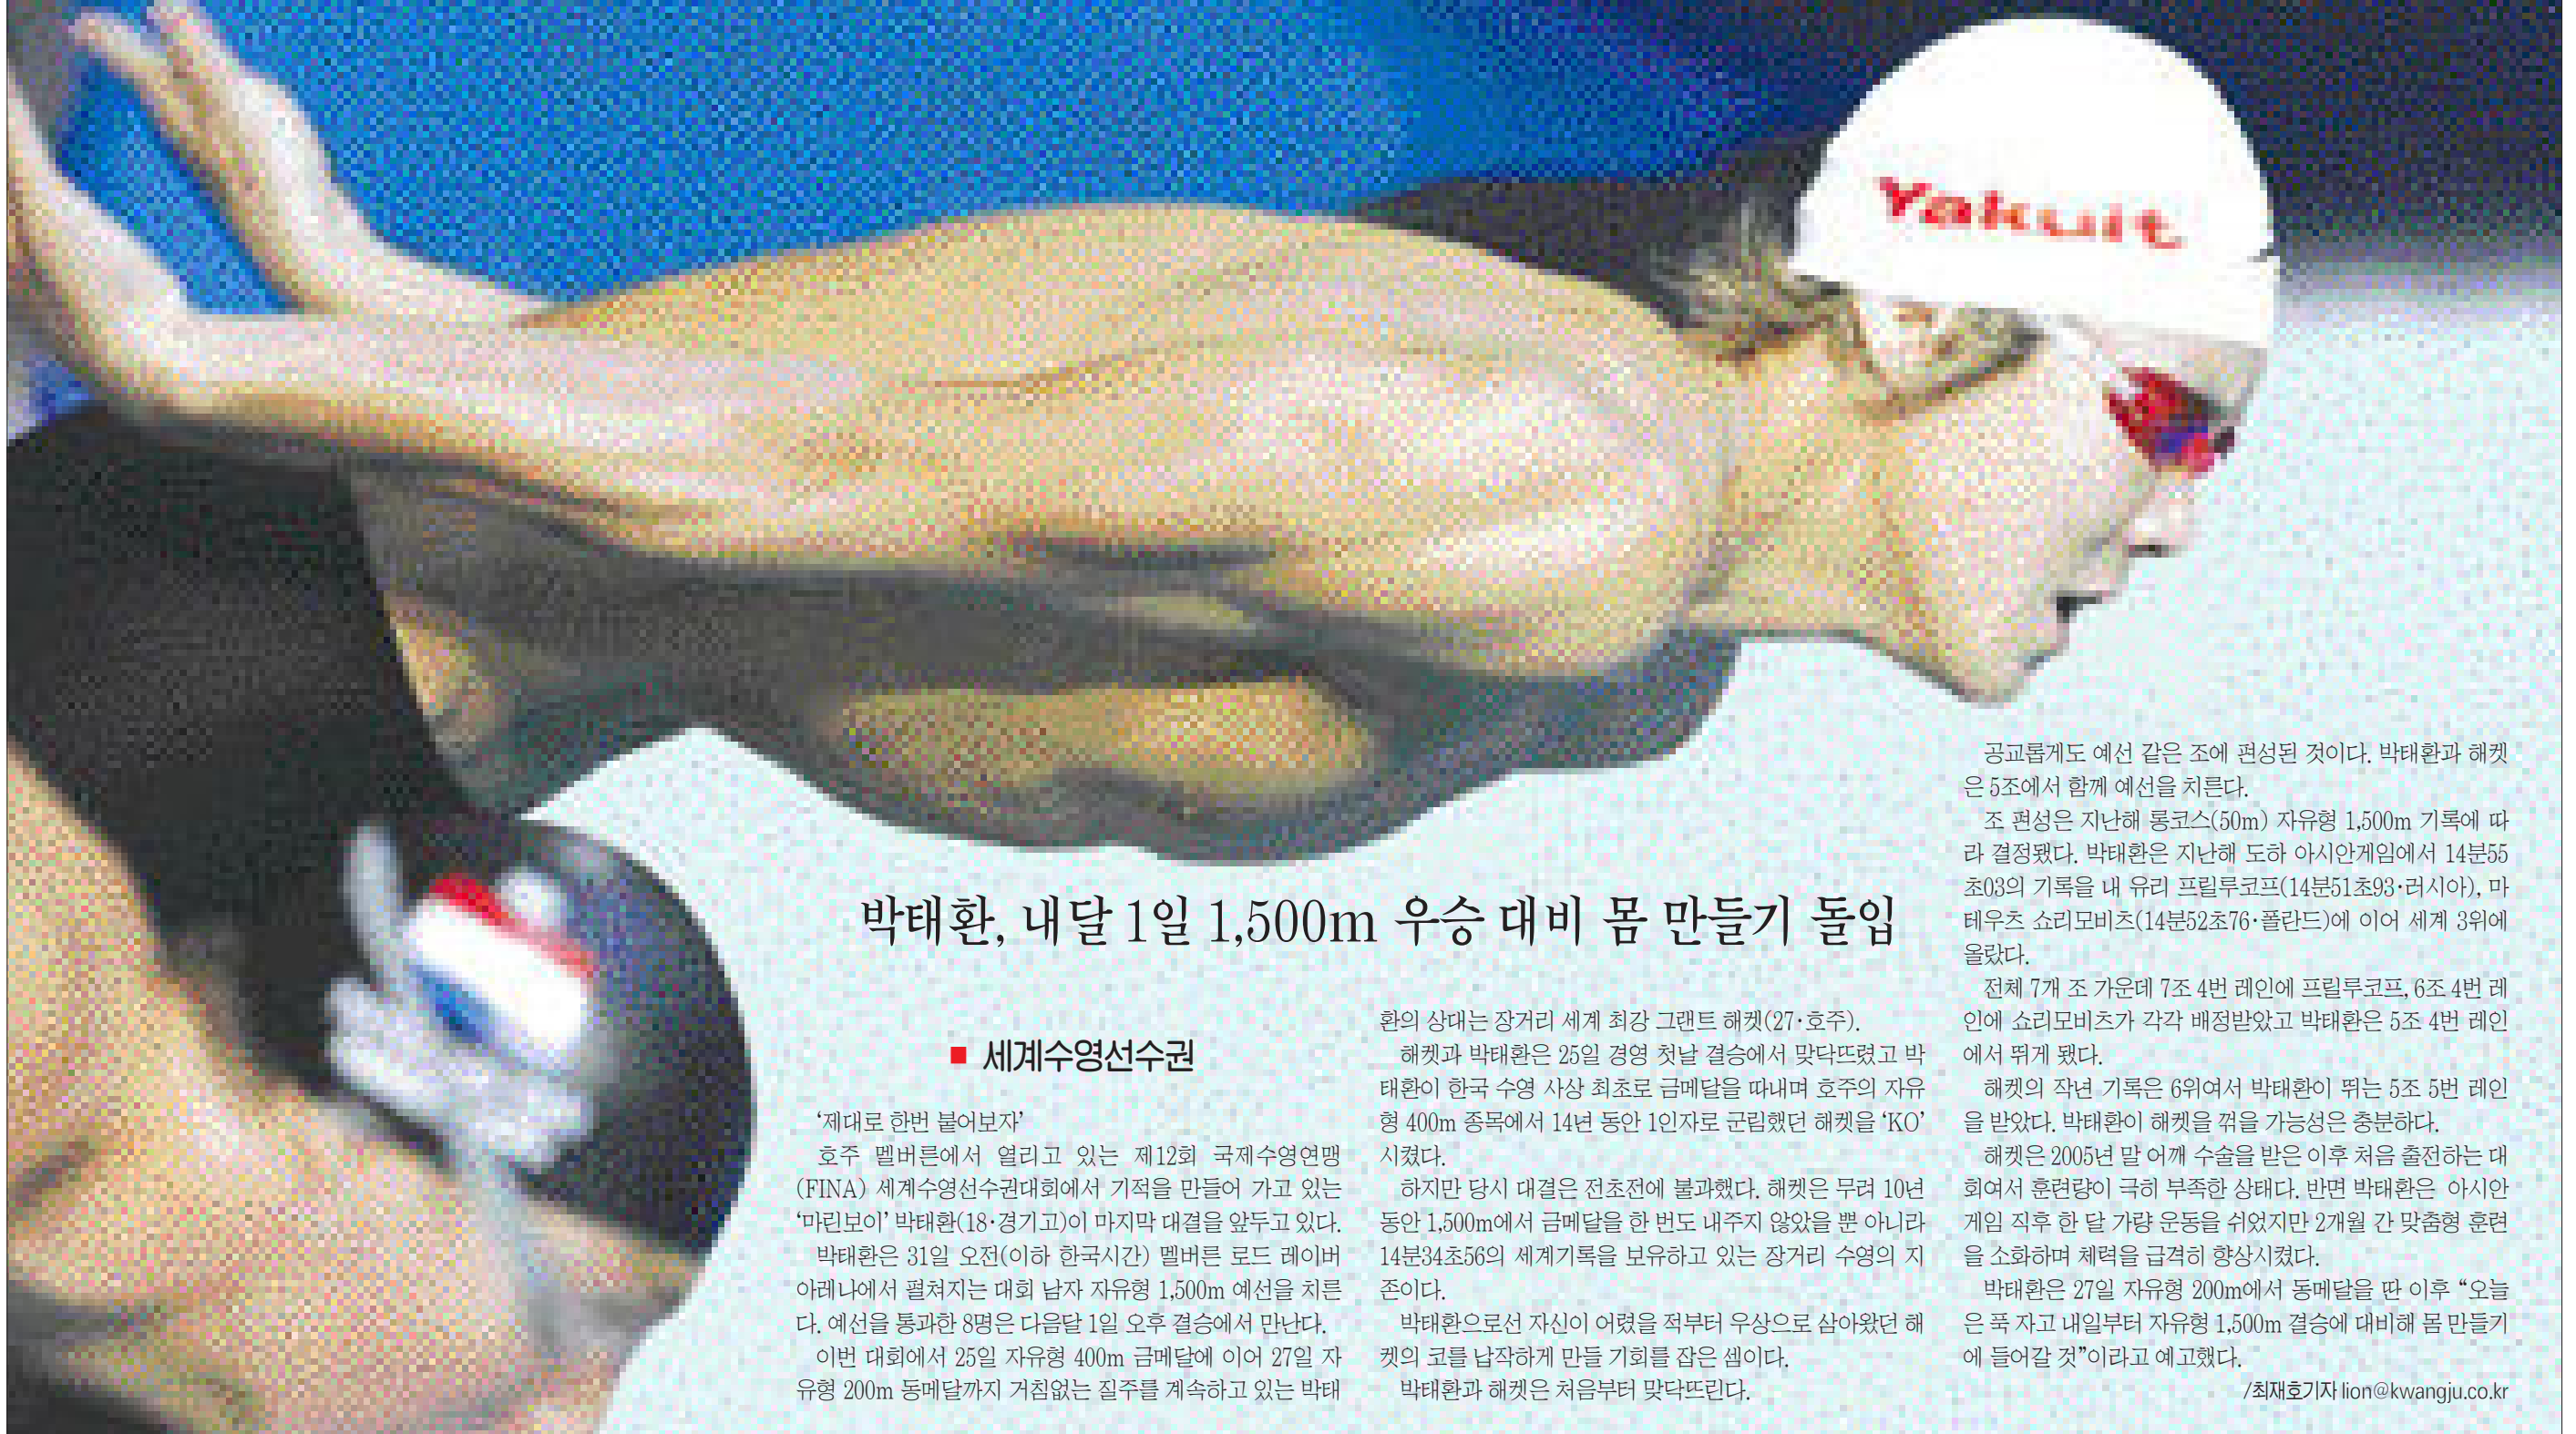 Yakult
박태환, 내달 1일 1,500m 우승 대비 몸 만들기 돌입
■ 세계수영선수권
‘제대로 한번 붙어보자’
호주 멜버른에서 열리고 있는 제12회 국제수영연맹
(FINA) 세계수영선수권대회에서 기적을 만들어 가고 있는
‘마린보이’ 박태환(18·경기고)이 마지막 대결을 앞두고 있다.
박태환은 31일 오전(이하 한국시간) 멜버른 로드 레이버
아레나에서 펼쳐지는 대회 남자 자유형 1,500m 예선을 치른
다. 예선을 통과한 8명은 다음달 1일 오후 결승에서 만난다.
이번 대회에서 25일 자유형 400m 금메달에 이어 27일 자
유형 200m 동메달까지 거침없는 질주를 계속하고 있는 박태
환의 상대는 장거리 세계 최강 그랜트 해켓(27·호주).
해켓과 박태환은 25일 경영 첫날 결승에서 맞닥뜨렸고 박
태환이 한국 수영 사상 최초로 금메달을 따내며 호주의 자유
형 400m 종목에서 14년 동안 1인자로 군림했던 해켓을 ‘KO’
시켰다.
하지만 당시 대결은 전초전에 불과했다. 해켓은 무려 10년
동안 1,500m에서 금메달을 한 번도 내주지 않았을 뿐 아니라
14분34초56의 세계기록을 보유하고 있는 장거리 수영의 지
존이다.
박태환으로선 자신이 어렸을 적부터 우상으로 삼아왔던 해
켓의 코를 납작하게 만들 기회를 잡은 셈이다.
박태환과 해켓은 처음부터 맞닥뜨린다.
공교롭게도 예선 같은 조에 편성된 것이다. 박태환과 해켓
은 5조에서 함께 예선을 치른다.
조 편성은 지난해 롱코스(50m) 자유형 1,500m 기록에 따
라 결정됐다. 박태환은 지난해 도하 아시안게임에서 14분55
초03의 기록을 내 유리 프릴루코프(14분51초93·러시아), 마
테우츠 쇼리모비츠(14분52초76·폴란드)에 이어 세계 3위에
올랐다.
전체 7개 조 가운데 7조 4번 레인에 프릴루코프, 6조 4번 레
인에 쇼리모비츠가 각각 배정받았고 박태환은 5조 4번 레인
에서 뛰게 됐다.
해켓의 작년 기록은 6위여서 박태환이 뛰는 5조 5번 레인
을 받았다. 박태환이 해켓을 꺾을 가능성은 충분하다.
해켓은 2005년 말 어깨 수술을 받은 이후 처음 출전하는 대
회여서 훈련량이 극히 부족한 상태다. 반면 박태환은 아시안
게임 직후 한 달 가량 운동을 쉬었지만 2개월 간 맞춤형 훈련
을 소화하며 체력을 급격히 향상시켰다.
박태환은 27일 자유형 200m에서 동메달을 딴 이후 “오늘
은 푹 자고 내일부터 자유형 1,500m 결승에 대비해 몸 만들기
에 들어갈 것”이라고 예고했다.
/최재호기자 lion@kwangju.co.kr